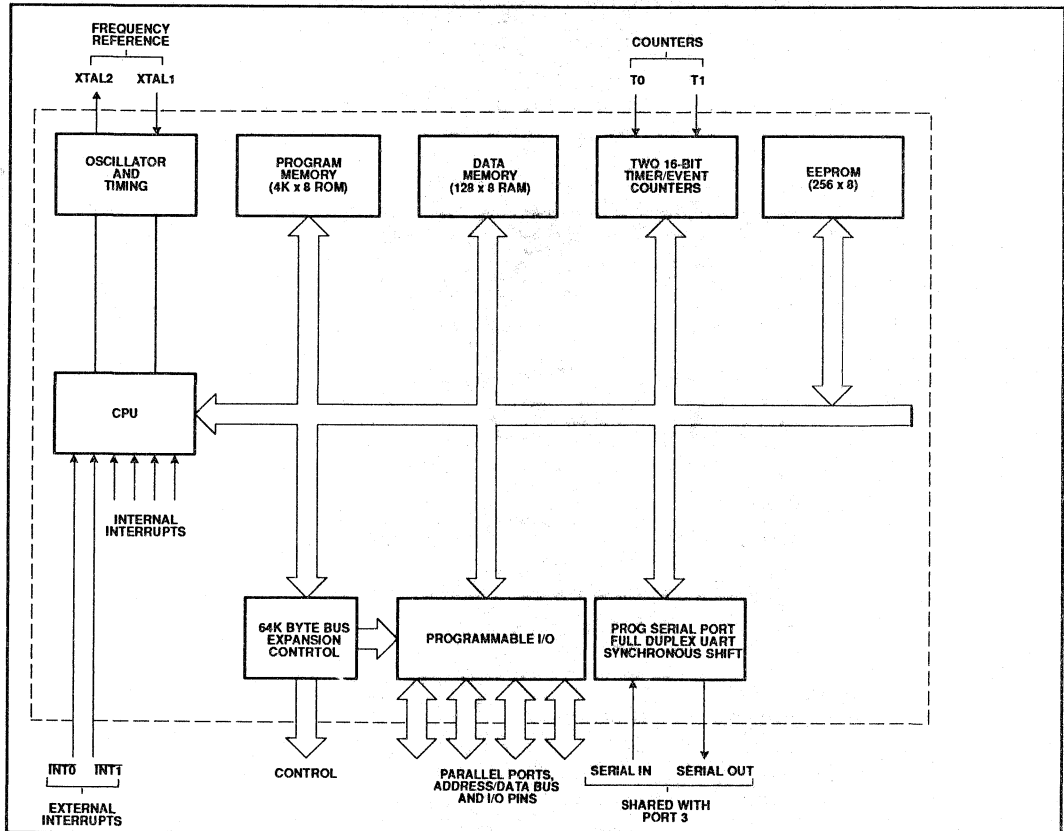 FREQUENCY
REFERENCE
XTAL2 XTAL1
COUNTERS
T0 T1
OSCILLATOR
AND
TIMING
PROGRAM
MEMORY
(4K x 8 ROM)
DATA
MEMORY
(128 x 8 RAM)
TWO 16-BIT
TIMER/EVENT
COUNTERS
EEPROM
(256 x 8)
CPU
INTERNAL
INTERRUPTS
64K BYTE BUS
EXPANSION
CONTRTOL
PROGRAMMABLE I/O
PROG SERIAL PORT
FULL DUPLEX UART
SYNCHRONOUS SHIFT
INT0 INT1
EXTERNAL
INTERRUPTS
CONTROL
PARALLEL PORTS,
ADDRESS/DATA BUS
AND I/O PINS
SERIAL IN SERIAL OUT
SHARED WITH
PORT 3